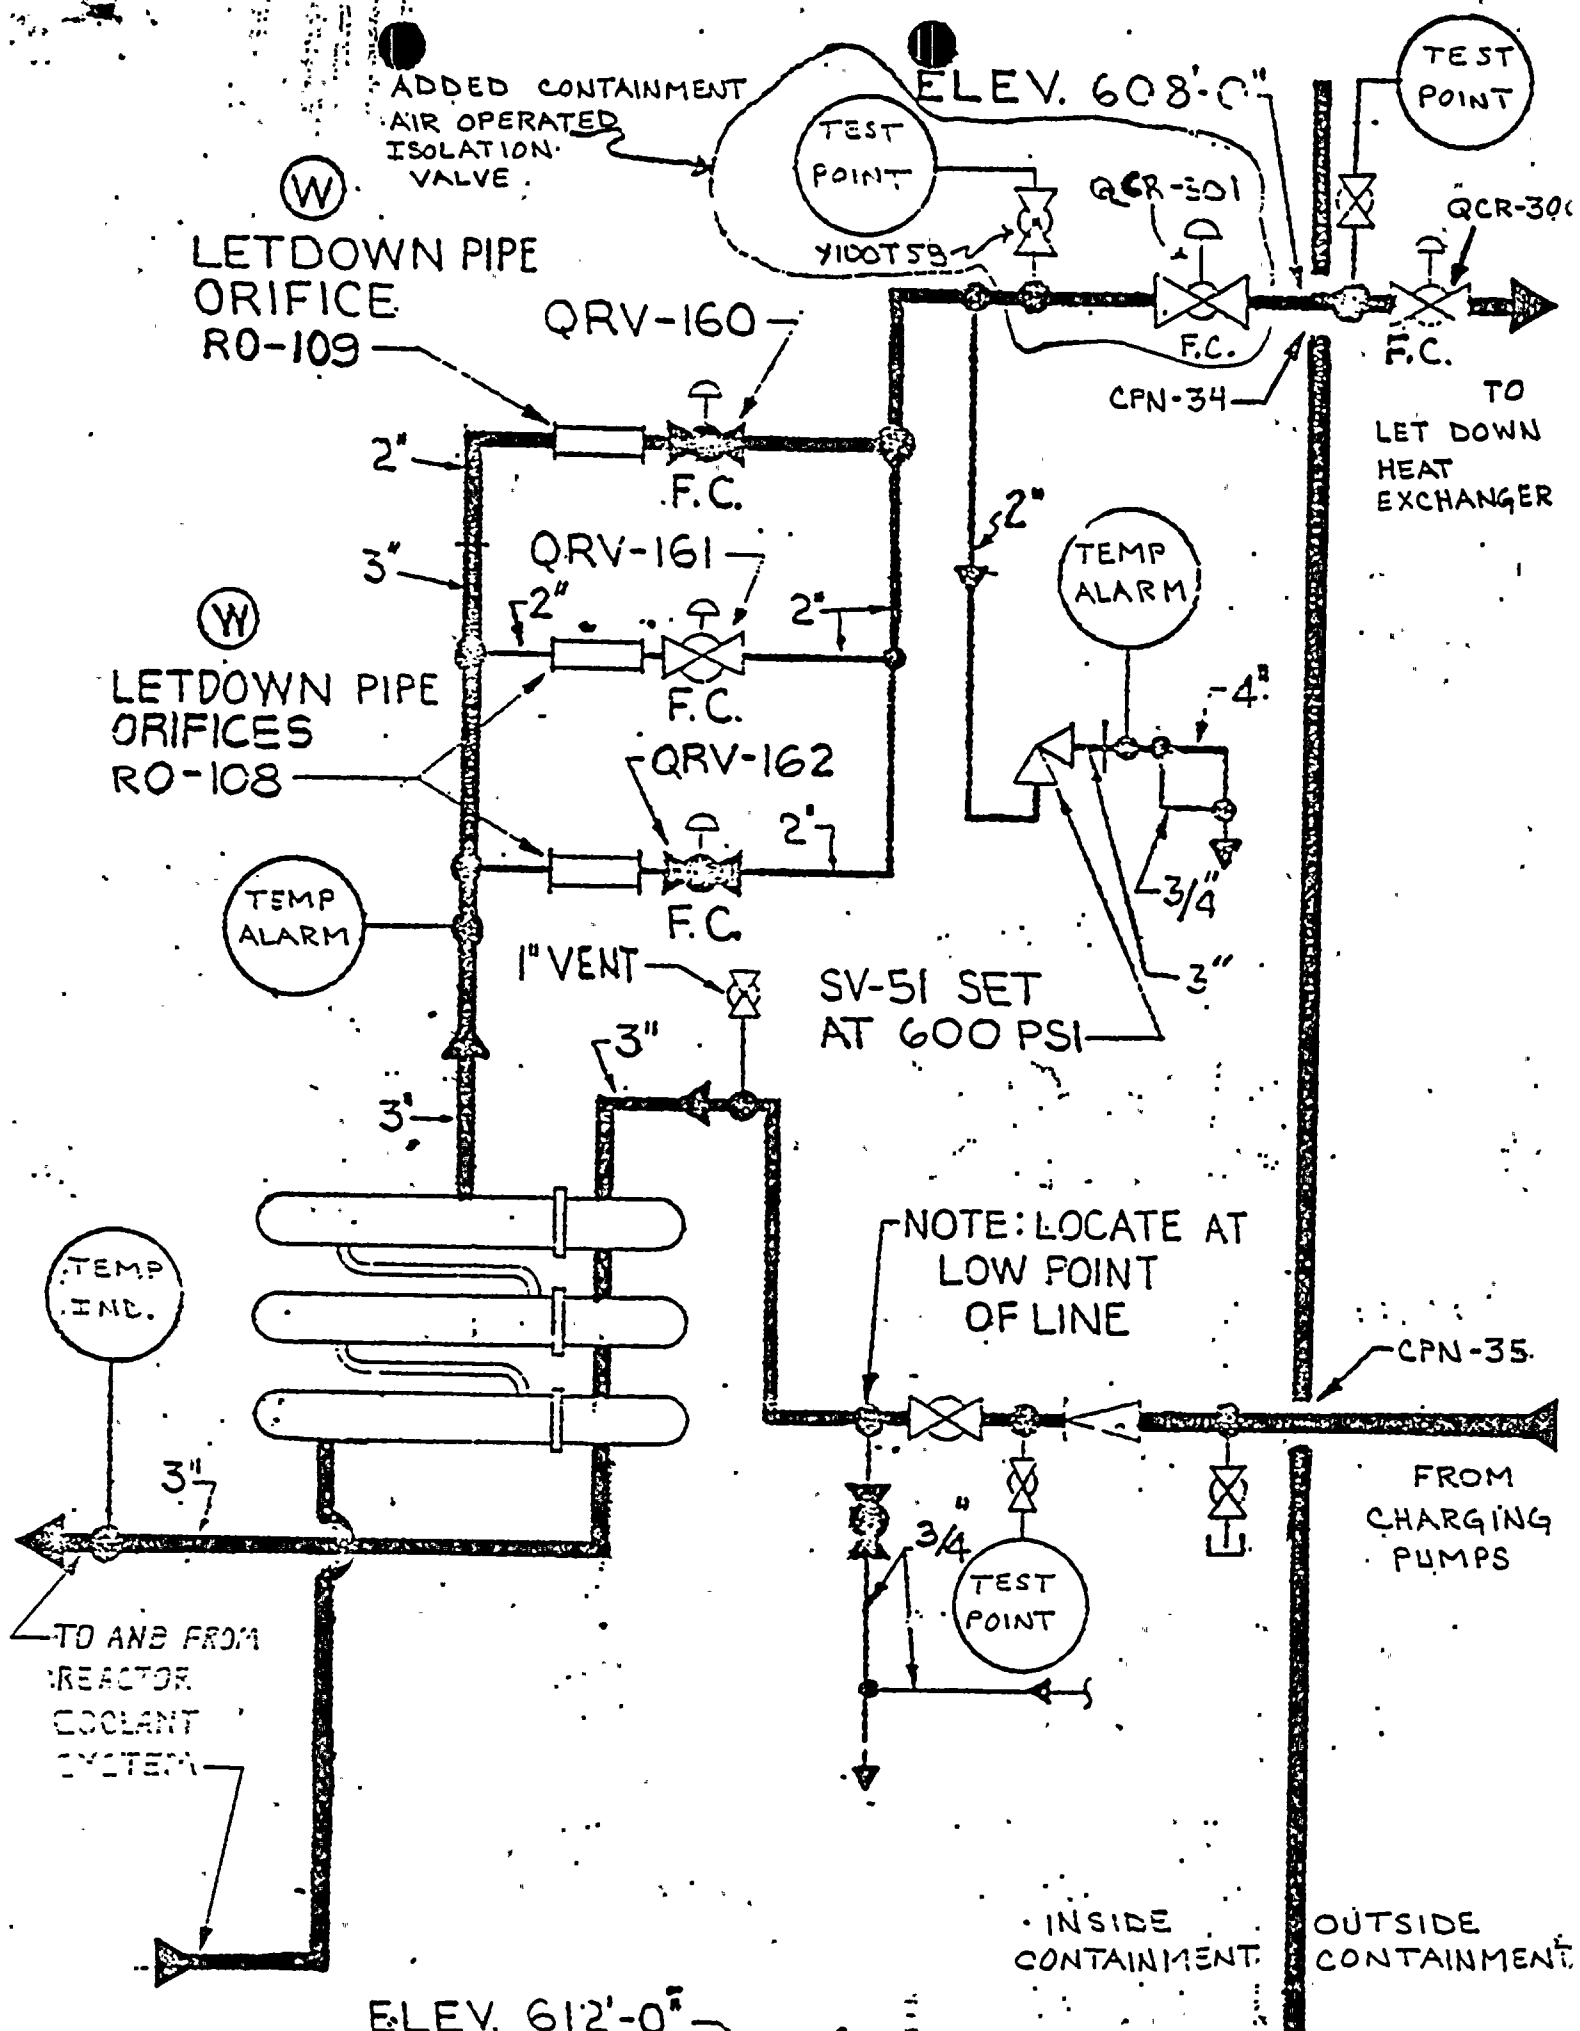 ADDED CONTAINMENT
AIR OPERATED
ISOLATION
VALVE
ELEV. 608'-0"
TEST
POINT
TEST
POINT
W
LETDOWN PIPE
ORIFICE
RO-109
QRV-160
Y100T59
QCR-301
QCR-30
F.C.
F.C.
CPN-34
TO
LET DOWN
HEAT
EXCHANGER
2"
F.C.
3"
QRV-161
2"
2"
2"
TEMP
ALARM
W
LETDOWN PIPE
ORIFICES
RO-108
F.C.
4"
QRV-162
2"
3/4"
TEMP
ALARM
F.C.
1" VENT
3"
SV-51 SET
AT 600 PSI
3"
3"
NOTE: LOCATE AT
LOW POINT
OF LINE
TEMP
IND.
CPN-35
3"
FROM
CHARGING
PUMPS
3/4"
TEST
POINT
TO AND FROM
REACTOR
COOLANT
SYSTEM
INSIDE
CONTAINMENT
OUTSIDE
CONTAINMENT
ELEV. 612'-0"